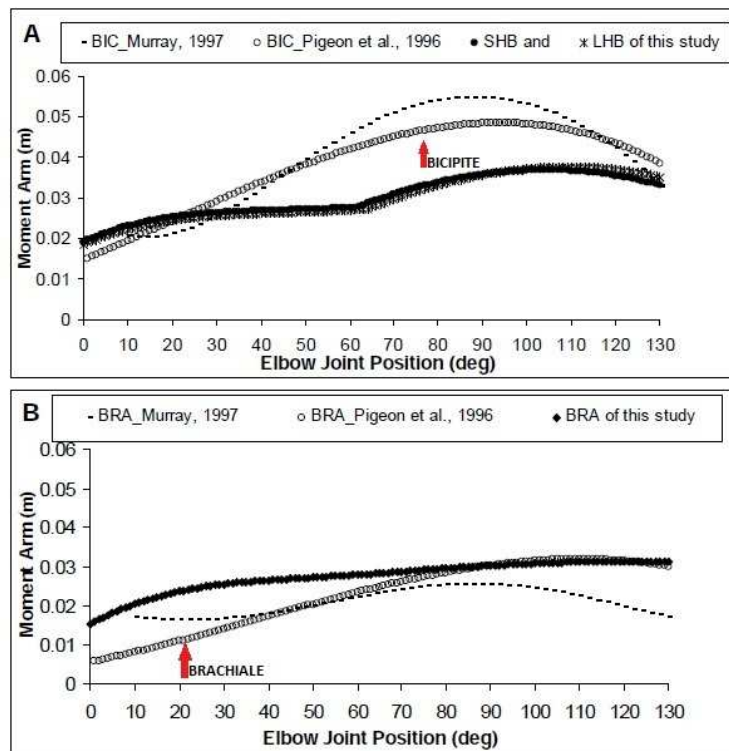 A
BIC_Murray, 1997 BIC_Pigeon et al., 1996 SHB and LHB of this study
0.06
0.05
0.04
0.03
0.02
0.01
0
Moment Arm (m)
BICIPITE
0 10 20 30 40 50 60 70 80 90 100 110 120 130
Elbow Joint Position (deg)
B
BRA_Murray, 1997 BRA_Pigeon et al., 1996 BRA of this study
0.06
0.05
0.04
0.03
0.02
0.01
0
Moment Arm (m)
BRACHIALE
0 10 20 30 40 50 60 70 80 90 100 110 120 130
Elbow Joint Position (deg)